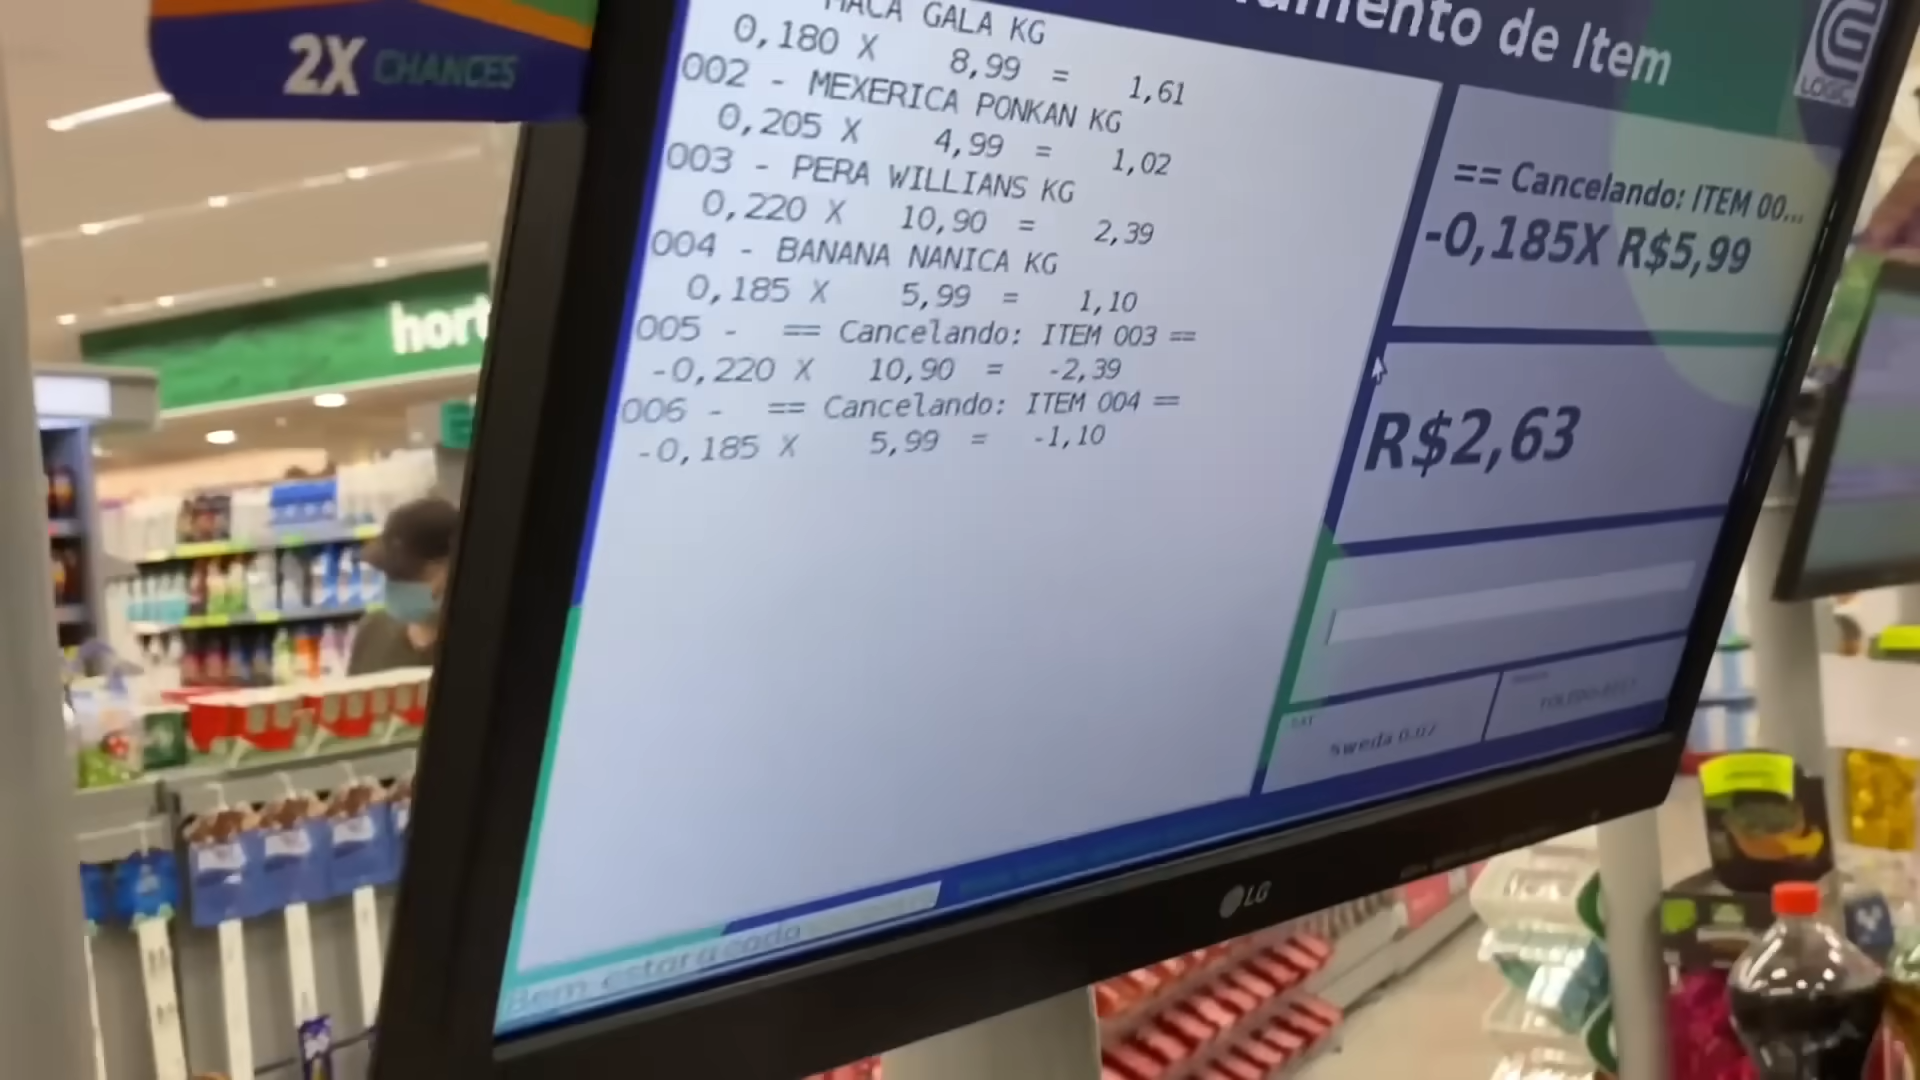 2X CHANCES
hort
MACA GALA KG
0,180 X 8,99 = 1,61
002 - MEXERICA PONKAN KG
0,205 X 4,99 = 1,02
003 - PERA WILLIANS KG
0,220 X 10,90 = 2,39
004 - BANANA NANICA KG
0,185 X 5,99 = 1,10
005 - == Cancelando: ITEM 003 ==
-0,220 X 10,90 = -2,39
006 - == Cancelando: ITEM 004 ==
-0,185 X 5,99 = -1,10
amento de Item
LOGIC
== Cancelando: ITEM 00...
-0,185X R$5,99
R$2,63
SAT
Sweda 0.02
LG